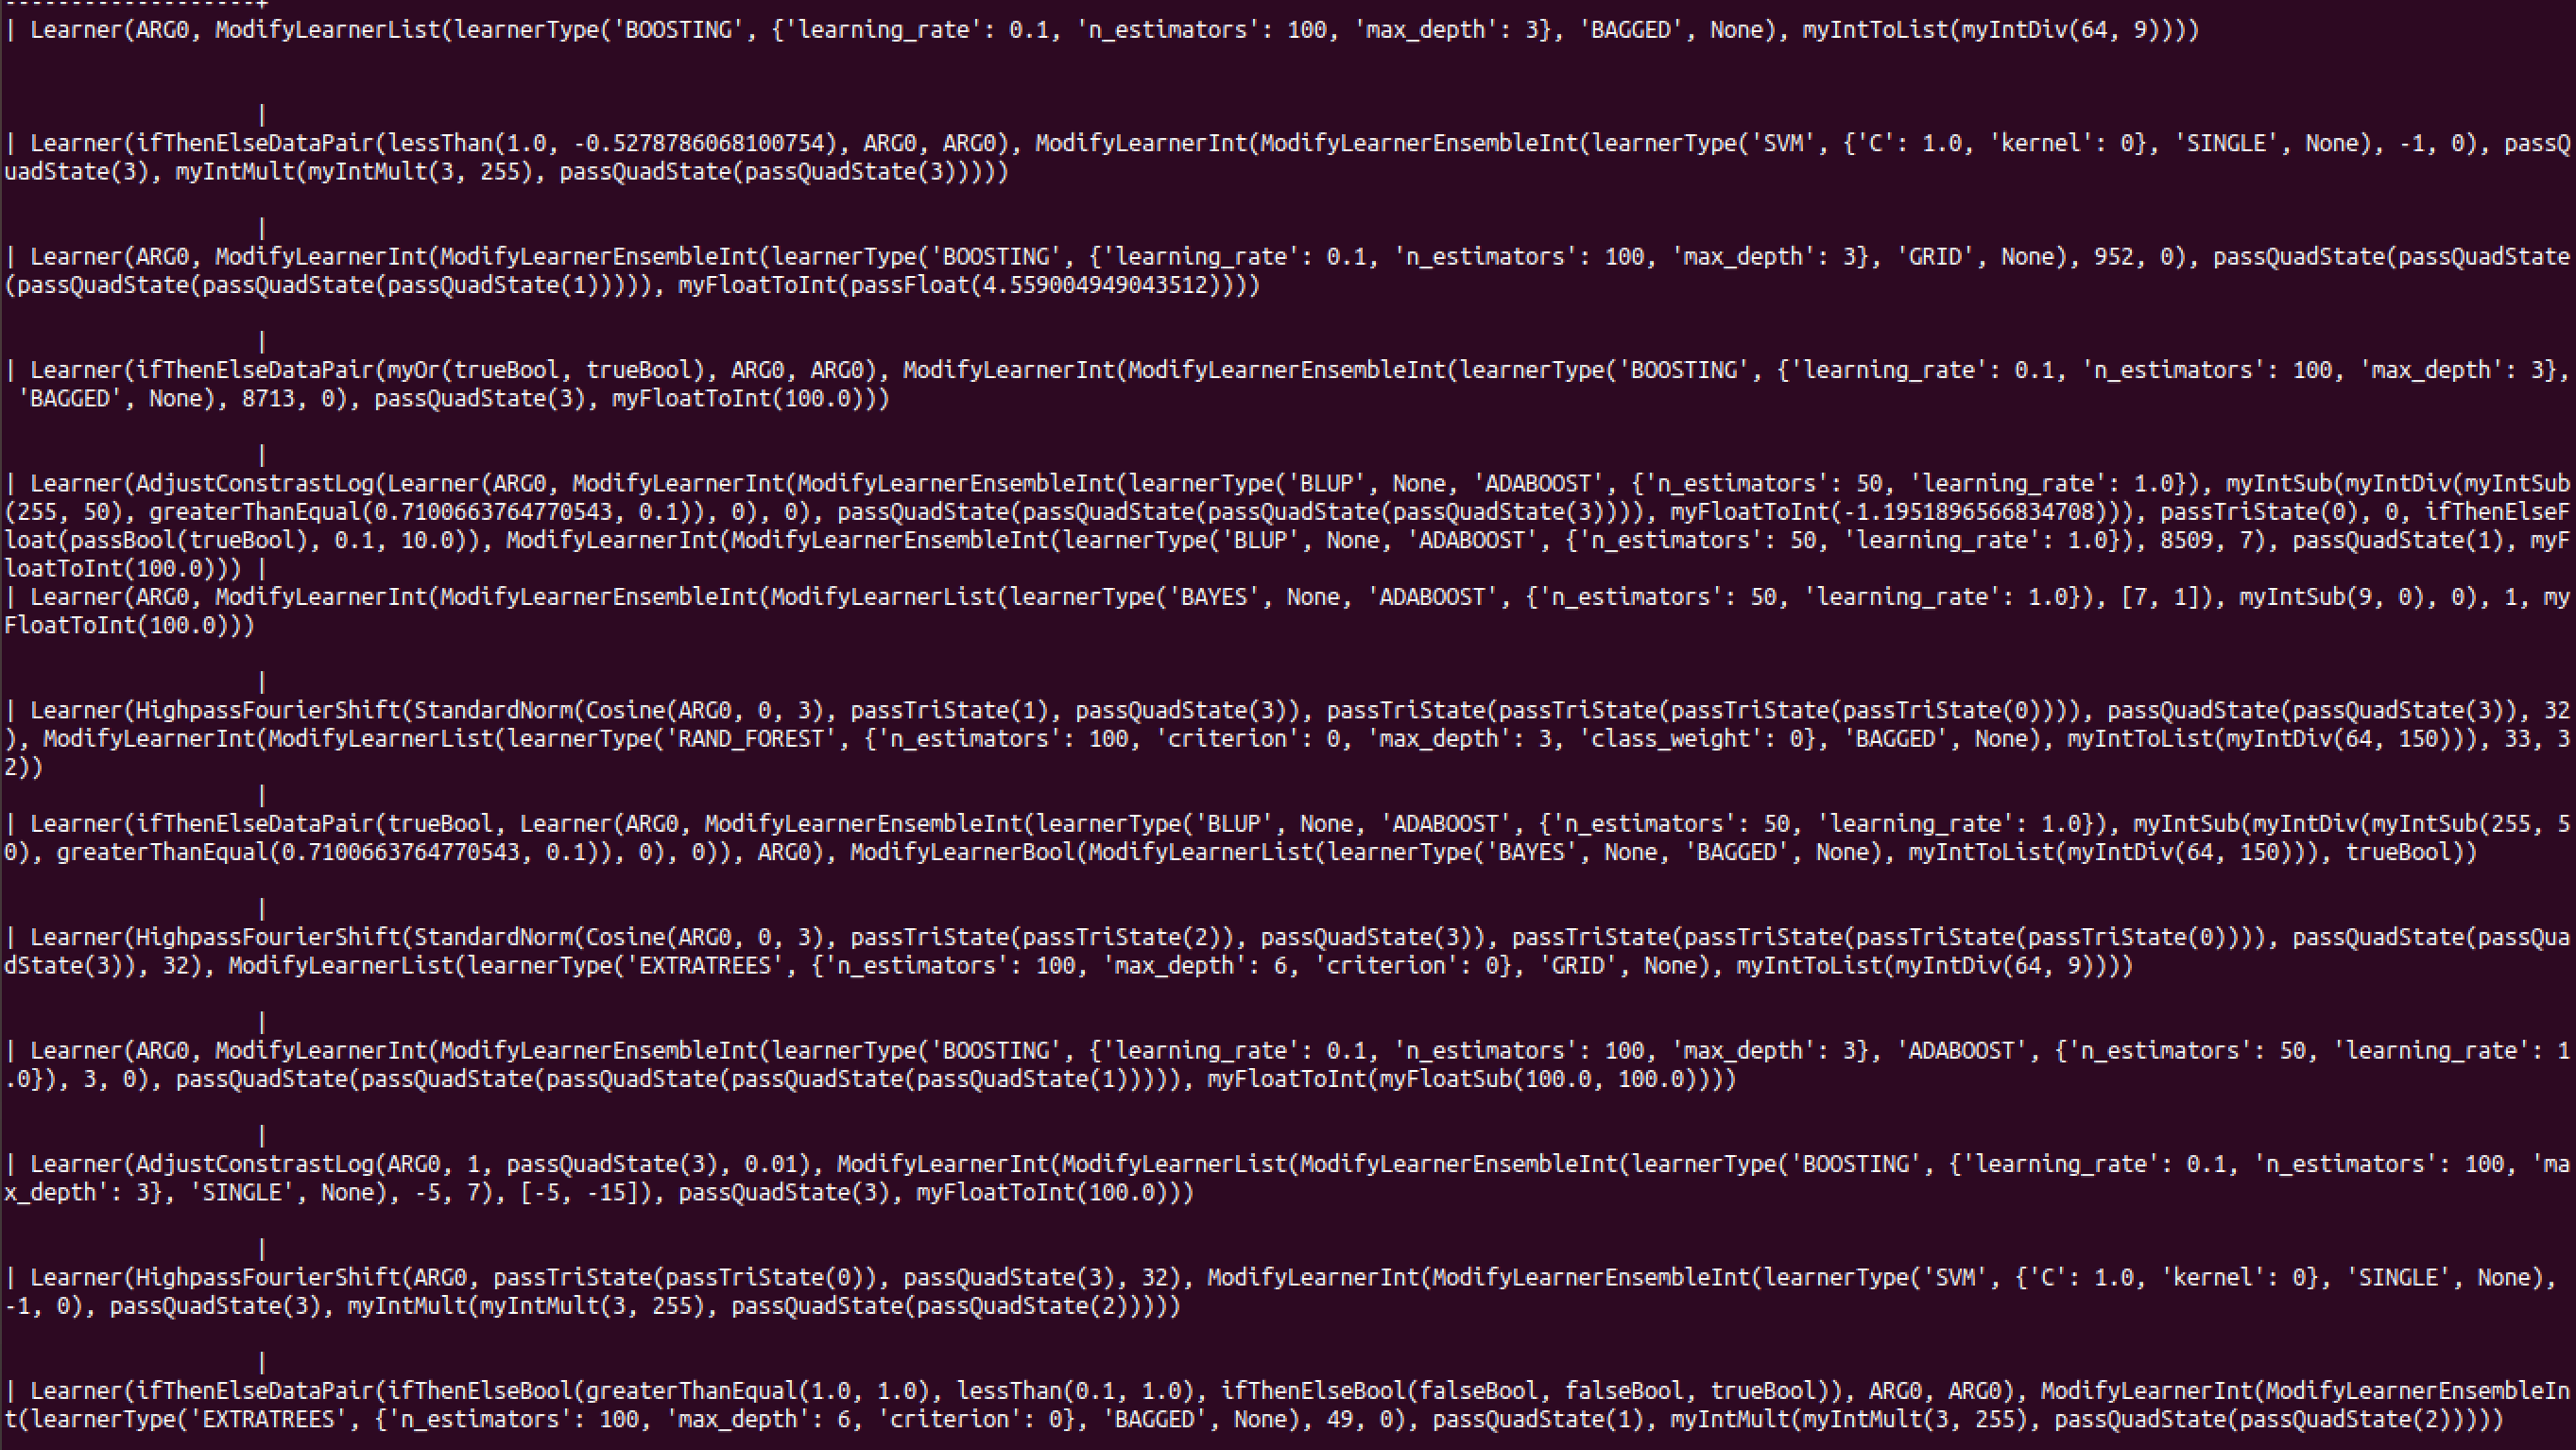 -------------------+
| Learner(ARG0, ModifyLearnerList(learnerType('BOOSTING', {'learning_rate': 0.1, 'n_estimators': 100, 'max_depth': 3}, 'BAGGED', None), myIntToList(myIntDiv(64, 9))))
|
| Learner(ifThenElseDataPair(lessThan(1.0, -0.5278786068100754), ARG0, ARG0), ModifyLearnerInt(ModifyLearnerEnsembleInt(learnerType('SVM', {'C': 1.0, 'kernel': 0}, 'SINGLE', None), -1, 0), passQ
uadState(3), myIntMult(myIntMult(3, 255), passQuadState(passQuadState(3)))))
|
| Learner(ARG0, ModifyLearnerInt(ModifyLearnerEnsembleInt(learnerType('BOOSTING', {'learning_rate': 0.1, 'n_estimators': 100, 'max_depth': 3}, 'GRID', None), 952, 0), passQuadState(passQuadState
(passQuadState(passQuadState(passQuadState(1))))), myFloatToInt(passFloat(4.559004949043512))))
|
| Learner(ifThenElseDataPair(myOr(trueBool, trueBool), ARG0, ARG0), ModifyLearnerInt(ModifyLearnerEnsembleInt(learnerType('BOOSTING', {'learning_rate': 0.1, 'n_estimators': 100, 'max_depth': 3},
 'BAGGED', None), 8713, 0), passQuadState(3), myFloatToInt(100.0)))
|
| Learner(AdjustConstrastLog(Learner(ARG0, ModifyLearnerInt(ModifyLearnerEnsembleInt(learnerType('BLUP', None, 'ADABOOST', {'n_estimators': 50, 'learning_rate': 1.0}), myIntSub(myIntDiv(myIntSub
(255, 50), greaterThanEqual(0.7100663764770543, 0.1)), 0), 0), passQuadState(passQuadState(passQuadState(passQuadState(3)))), myFloatToInt(-1.1951896566834708))), passTriState(0), 0, ifThenElseF
loat(passBool(trueBool), 0.1, 10.0)), ModifyLearnerInt(ModifyLearnerEnsembleInt(learnerType('BLUP', None, 'ADABOOST', {'n_estimators': 50, 'learning_rate': 1.0}), 8509, 7), passQuadState(1), myF
loatToInt(100.0))) |
| Learner(ARG0, ModifyLearnerInt(ModifyLearnerEnsembleInt(ModifyLearnerList(learnerType('BAYES', None, 'ADABOOST', {'n_estimators': 50, 'learning_rate': 1.0}), [7, 1]), myIntSub(9, 0), 0), 1, my
FloatToInt(100.0)))
|
| Learner(HighpassFourierShift(StandardNorm(Cosine(ARG0, 0, 3), passTriState(1), passQuadState(3)), passTriState(passTriState(passTriState(passTriState(0)))), passQuadState(passQuadState(3)), 32
), ModifyLearnerInt(ModifyLearnerList(learnerType('RAND_FOREST', {'n_estimators': 100, 'criterion': 0, 'max_depth': 3, 'class_weight': 0}, 'BAGGED', None), myIntToList(myIntDiv(64, 150))), 33, 3
2))
|
| Learner(ifThenElseDataPair(trueBool, Learner(ARG0, ModifyLearnerEnsembleInt(learnerType('BLUP', None, 'ADABOOST', {'n_estimators': 50, 'learning_rate': 1.0}), myIntSub(myIntDiv(myIntSub(255, 5
0), greaterThanEqual(0.7100663764770543, 0.1)), 0), 0)), ARG0), ModifyLearnerBool(ModifyLearnerList(learnerType('BAYES', None, 'BAGGED', None), myIntToList(myIntDiv(64, 150))), trueBool))
|
| Learner(HighpassFourierShift(StandardNorm(Cosine(ARG0, 0, 3), passTriState(passTriState(2)), passQuadState(3)), passTriState(passTriState(passTriState(passTriState(0)))), passQuadState(passQua
dState(3)), 32), ModifyLearnerList(learnerType('EXTRATREES', {'n_estimators': 100, 'max_depth': 6, 'criterion': 0}, 'GRID', None), myIntToList(myIntDiv(64, 9))))
|
| Learner(ARG0, ModifyLearnerInt(ModifyLearnerEnsembleInt(learnerType('BOOSTING', {'learning_rate': 0.1, 'n_estimators': 100, 'max_depth': 3}, 'ADABOOST', {'n_estimators': 50, 'learning_rate': 1
.0}), 3, 0), passQuadState(passQuadState(passQuadState(passQuadState(passQuadState(1))))), myFloatToInt(myFloatSub(100.0, 100.0))))
|
| Learner(AdjustConstrastLog(ARG0, 1, passQuadState(3), 0.01), ModifyLearnerInt(ModifyLearnerList(ModifyLearnerEnsembleInt(learnerType('BOOSTING', {'learning_rate': 0.1, 'n_estimators': 100, 'ma
x_depth': 3}, 'SINGLE', None), -5, 7), [-5, -15]), passQuadState(3), myFloatToInt(100.0)))
|
| Learner(HighpassFourierShift(ARG0, passTriState(passTriState(0)), passQuadState(3), 32), ModifyLearnerInt(ModifyLearnerEnsembleInt(learnerType('SVM', {'C': 1.0, 'kernel': 0}, 'SINGLE', None),
-1, 0), passQuadState(3), myIntMult(myIntMult(3, 255), passQuadState(passQuadState(2)))))
|
| Learner(ifThenElseDataPair(ifThenElseBool(greaterThanEqual(1.0, 1.0), lessThan(0.1, 1.0), ifThenElseBool(falseBool, falseBool, trueBool)), ARG0, ARG0), ModifyLearnerInt(ModifyLearnerEnsembleIn
t(learnerType('EXTRATREES', {'n_estimators': 100, 'max_depth': 6, 'criterion': 0}, 'BAGGED', None), 49, 0), passQuadState(1), myIntMult(myIntMult(3, 255), passQuadState(passQuadState(2)))))